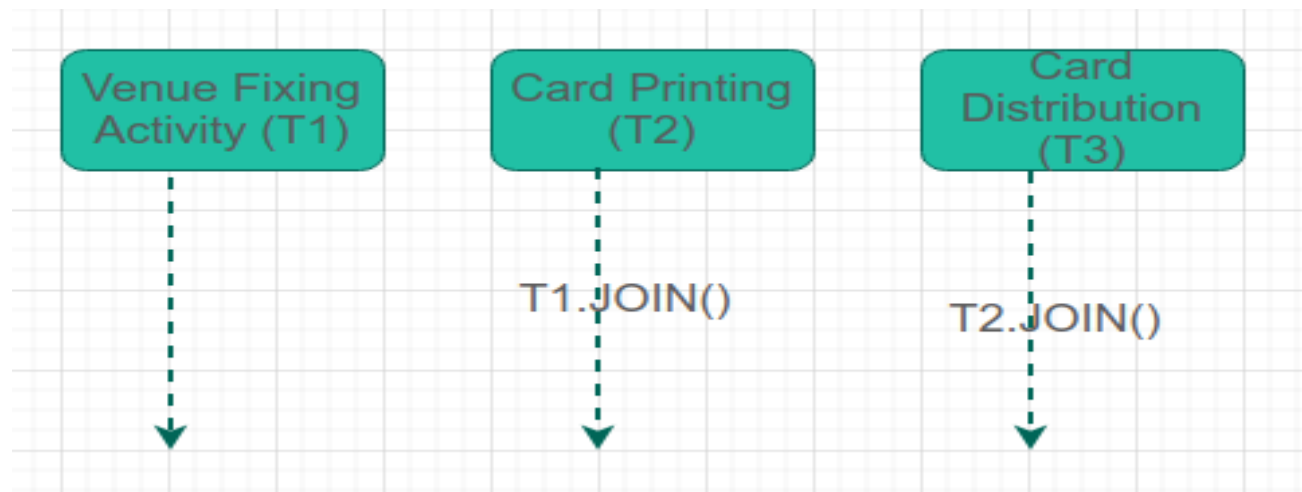 Venue Fixing
Activity (T1)
Card Printing
(T2)
Card
Distribution
(T3)
T1.JOIN()
T2.JOIN()